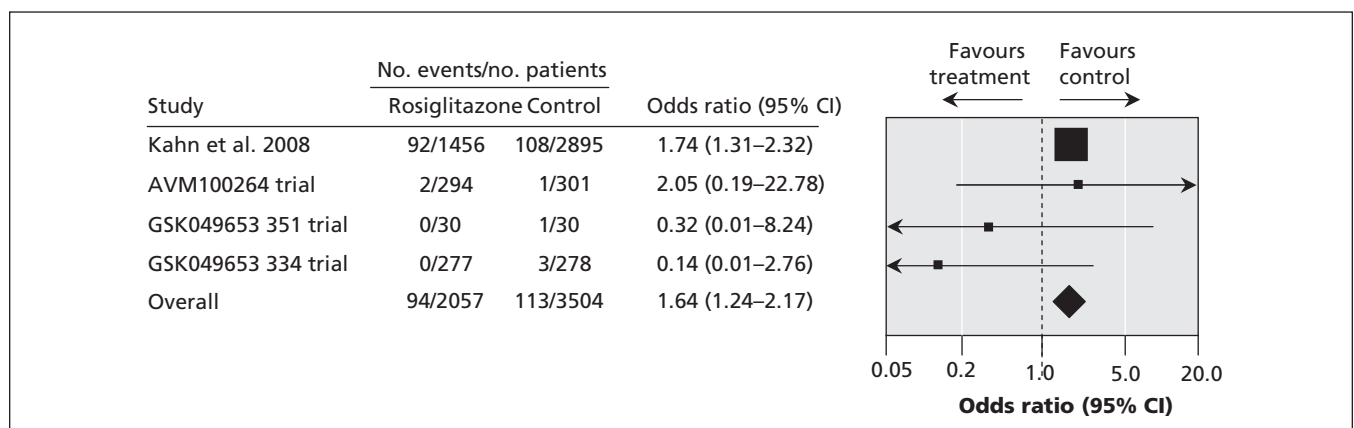 No. events/no. patients
Study Rosiglitazone Control Odds ratio (95% CI)
Kahn et al. 2008 92/1456 108/2895 1.74 (1.31–2.32)
AVM100264 trial 2/294 1/301 2.05 (0.19–22.78)
GSK049653 351 trial 0/30 1/30 0.32 (0.01–8.24)
GSK049653 334 trial 0/277 3/278 0.14 (0.01–2.76)
Overall 94/2057 113/3504 1.64 (1.24–2.17)
Favours treatment
Favours control
0.05 0.2 1.0 5.0 20.0
Odds ratio (95% CI)